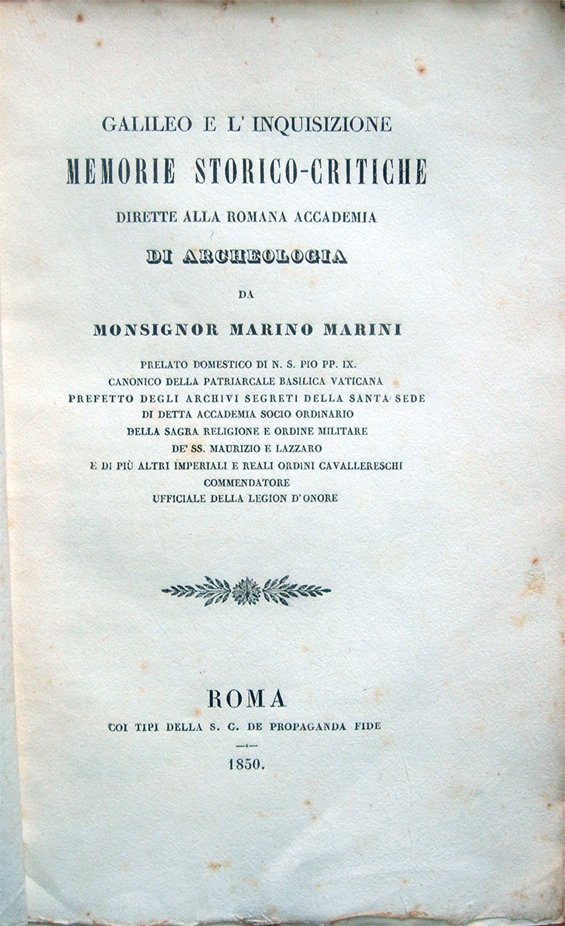 GALILEO E L' INQUISIZIONE
MEMORIE STORICO-CRITICHE
DIRETTE ALLA ROMANA ACCADEMIA
DI ARCHEOLOGIA
DA
MONSIGNOR MARINO MARINI
PRELATO DOMESTICO DI N. S. PIO PP. IX.
CANONICO DELLA PATRIARCALE BASILICA VATICANA
PREFETTO DEGLI ARCHIVI SEGRETI DELLA SANTA SEDE
DI DETTA ACCADEMIA SOCIO ORDINARIO
DELLA SAGRA RELIGIONE E ORDINE MILITARE
DE' SS. MAURIZIO E LAZZARO
E DI PIÙ ALTRI IMPERIALI E REALI ORDINI CAVALLERESCHI
COMMENDATORE
UFFICIALE DELLA LEGION D'ONORE
ROMA
COI TIPI DELLA S. C. DE PROPAGANDA FIDE
1850.